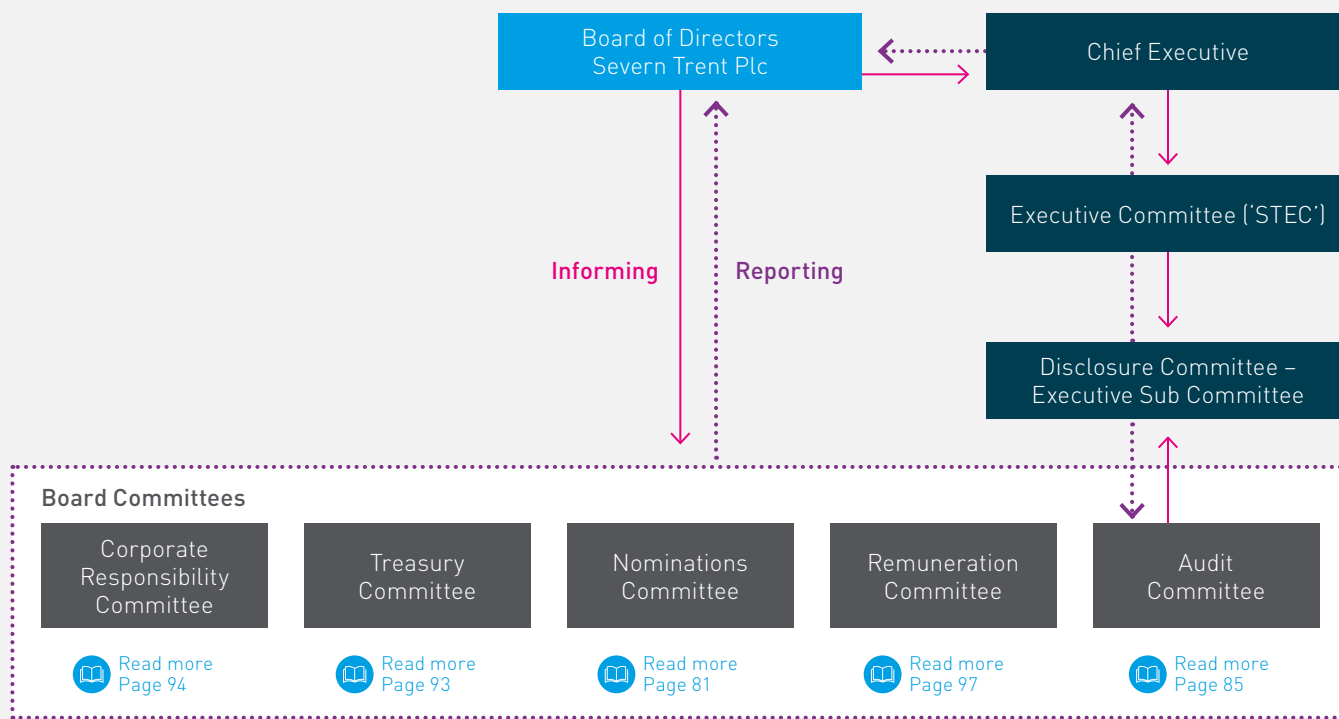 Board of Directors
Severn Trent Plc
Chief Executive
Executive Committee (‘STEC’)
Informing
Reporting
Disclosure Committee –
Executive Sub Committee
Board Committees
Corporate
Responsibility
Committee
Treasury
Committee
Nominations
Committee
Remuneration
Committee
Audit
Committee
Read more
Page 94
Read more
Page 93
Read more
Page 81
Read more
Page 97
Read more
Page 85